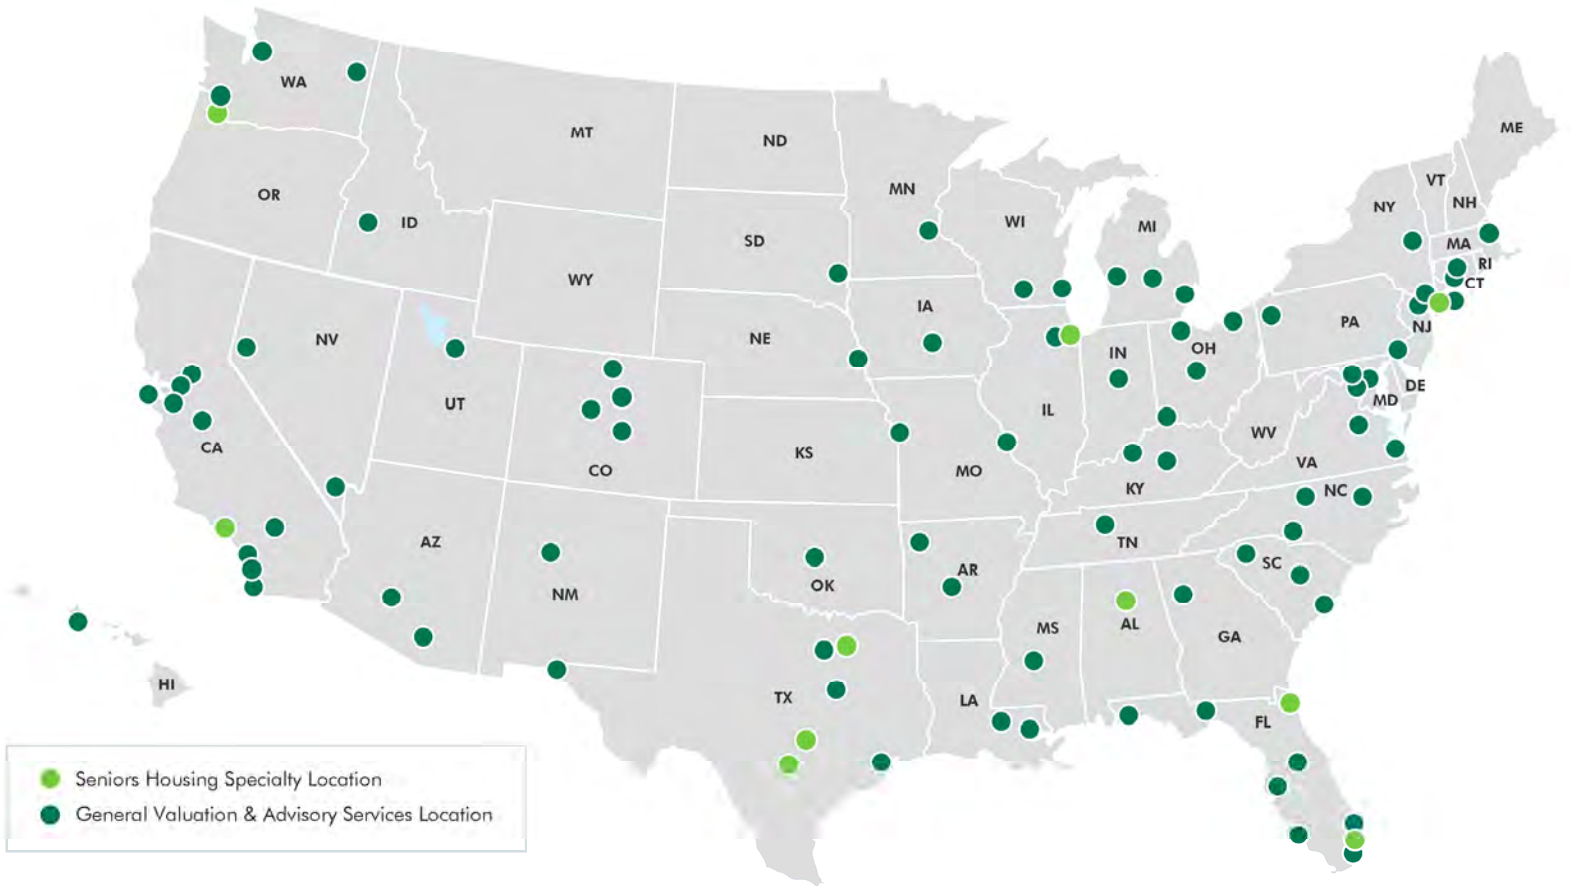 WA
MT
ND
ME
OR
ID
MN
VT
NH
NY
WI
MI
SD
MA
RI
CT
WY
IA
NV
NE
PA
NJ
OH
IN
UT
DE
MD
IL
CA
WV
CO
KS
MO
VA
KY
NC
AZ
TN
NM
OK
AR
SC
MS
AL
GA
HI
TX
LA
FL
Seniors Housing Specialty Location
General Valuation & Advisory Services Location